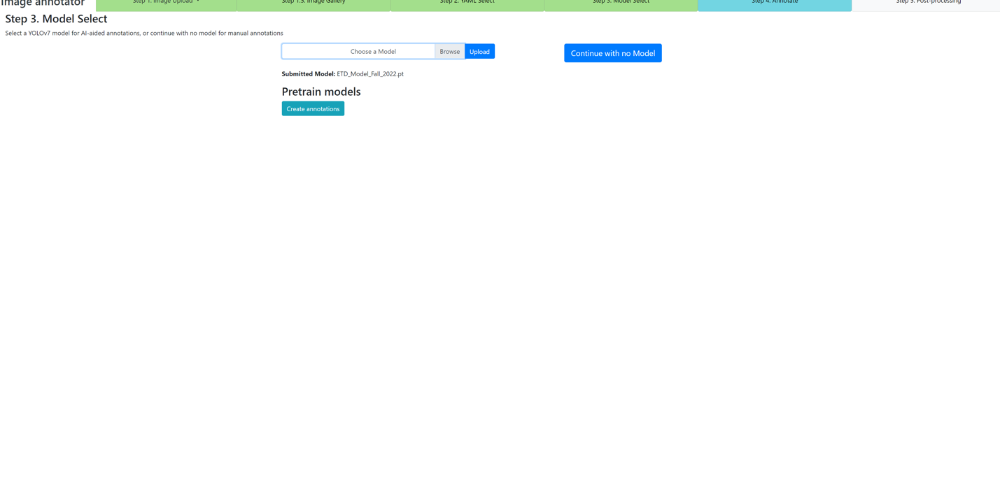 Image annotator
Step 1. Image Upload
Step 1.5. Image Gallery
Step 2. YAML Select
Step 3. Model Select
Step 4. Annotate
Step 5. Post-processing
Step 3. Model Select
Select a YOLOv7 model for AI-aided annotations, or continue with no model for manual annotations
Choose a Model Browse Upload
Continue with no Model
Submitted Model: ETD_Model_Fall_2022.pt
Pretrain models
Create annotations